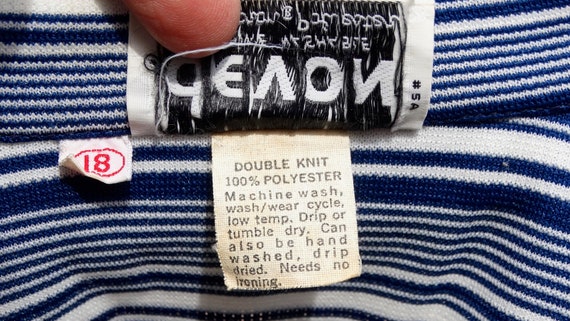 18
DOUBLE KNIT
100% POLYESTER
Machine wash,
wash/wear cycle,
low temp. Drip or
tumble dry. Can
also be hand
washed, drip
dried. Needs no
ironing.